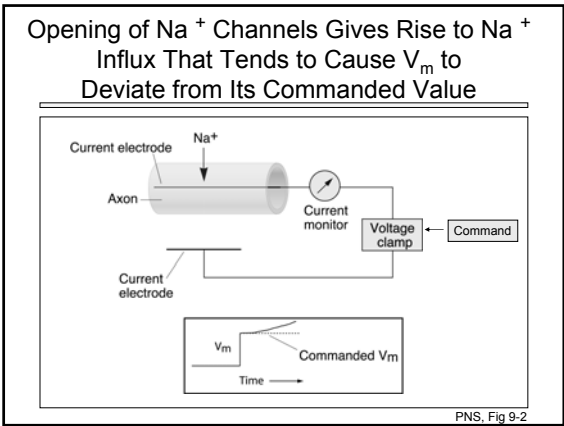 Opening of Na + Channels Gives Rise to Na +
Influx That Tends to Cause Vm to
Deviate from Its Commanded Value
Current electrode
Na+
Axon
Current
monitor
Voltage
clamp
Command
Current
electrode
Vm
Commanded Vm
Time
PNS, Fig 9-2